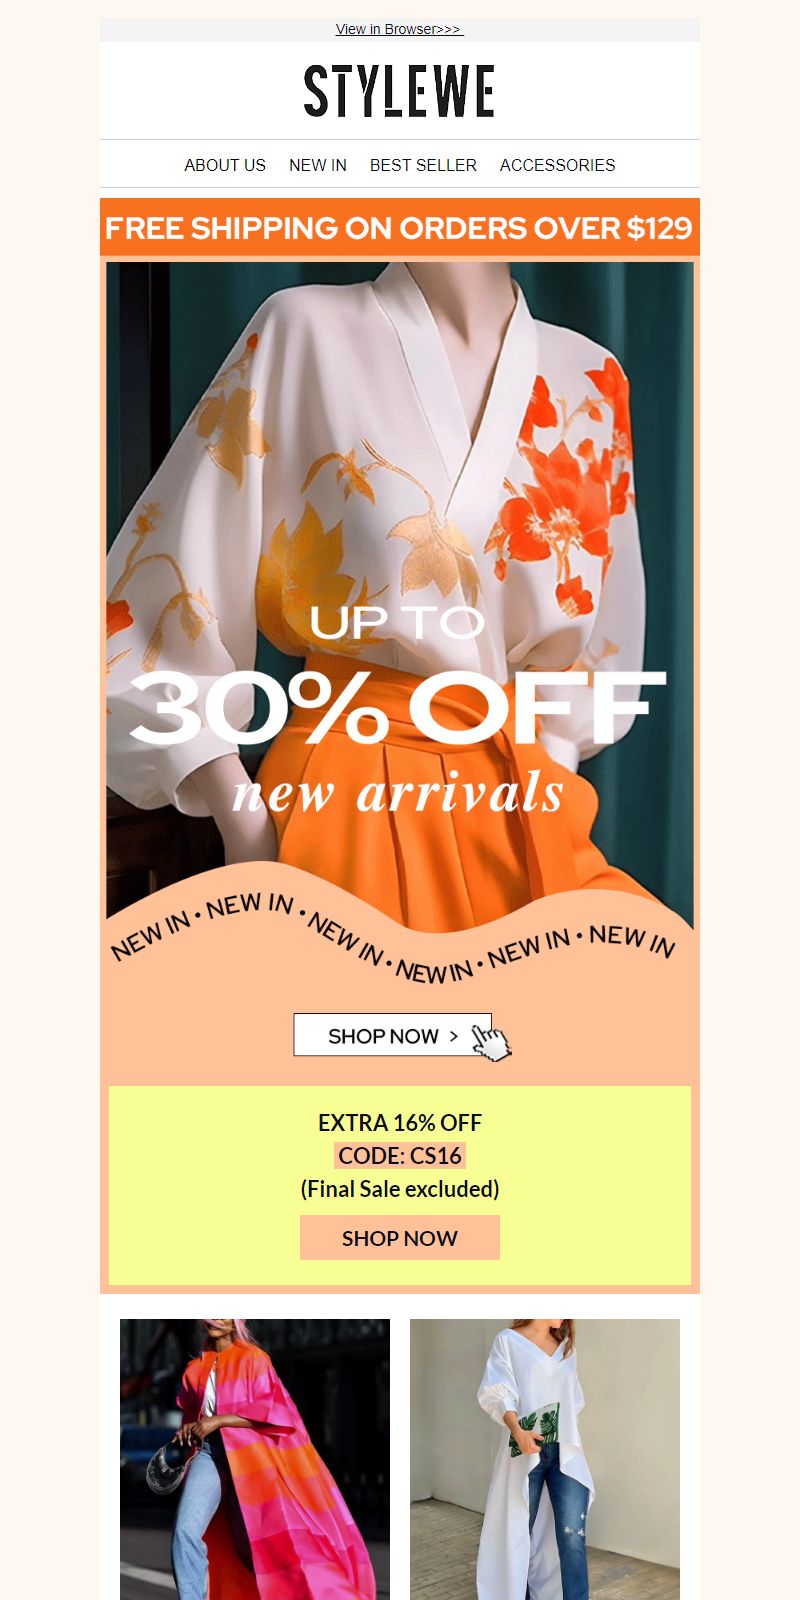 View in Browser>>>
STYLEWE
ABOUT US NEW IN BEST SELLER ACCESSORIES
FREE SHIPPING ON ORDERS OVER $129
UP TO
30% OFF
new arrivals
NEW IN • NEW IN • NEW IN • NEW IN • NEW IN • NEW IN
SHOP NOW >
EXTRA 16% OFF
CODE: CS16
(Final Sale excluded)
SHOP NOW